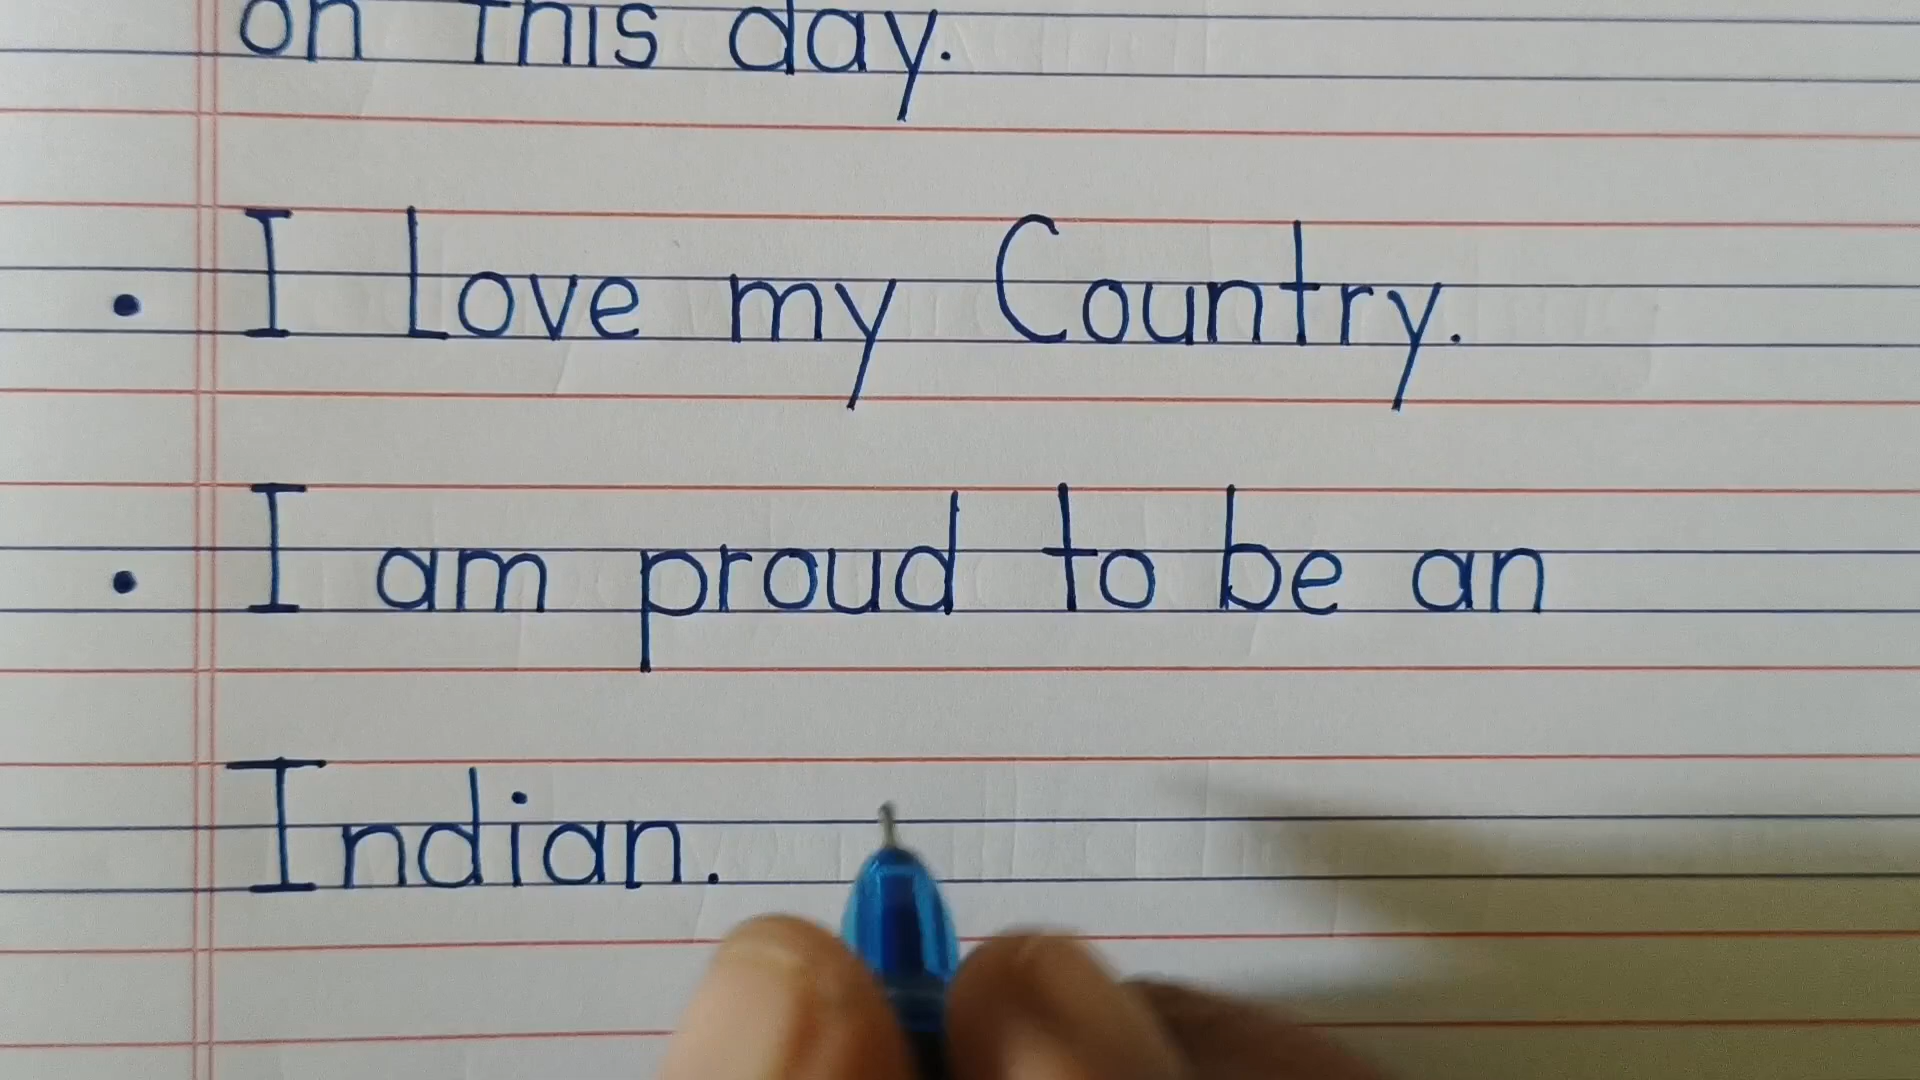 on this day.
• I Love my Country.
• I am proud to be an
Indian.